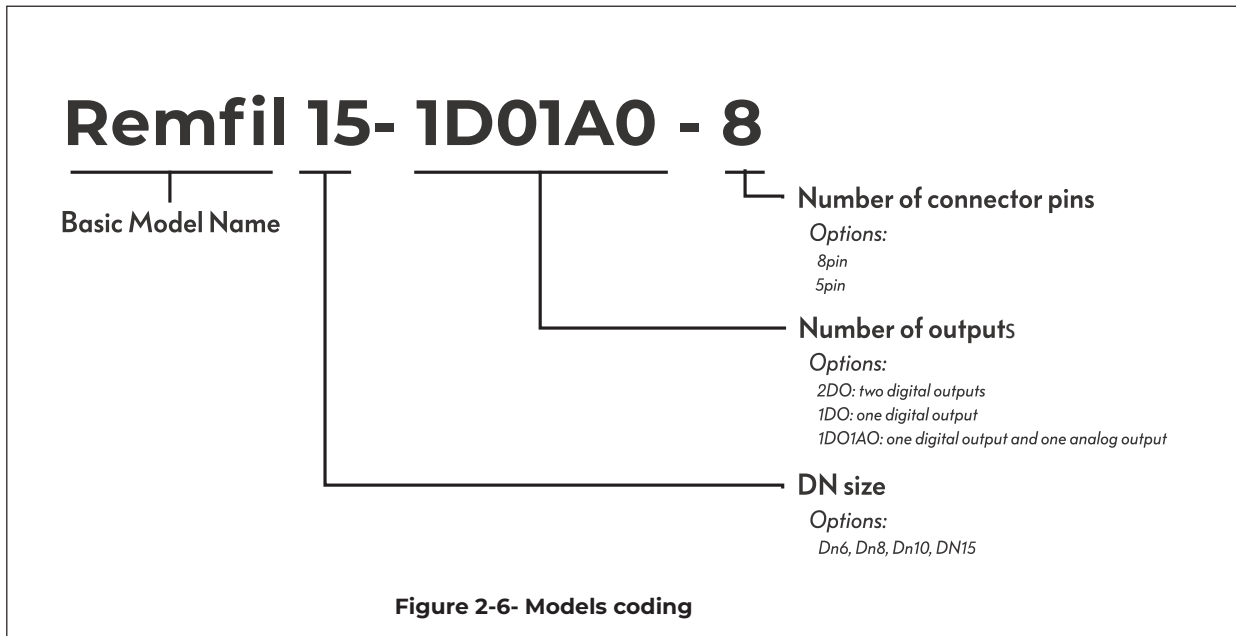 Remfil 15- 1D01A0 - 8
Basic Model Name
Number of connector pins
Options:
8pin
5pin
Number of outputs
Options:
2DO: two digital outputs
1DO: one digital output
1DO1AO: one digital output and one analog output
DN size
Options:
Dn6, Dn8, Dn10, DN15
Figure 2-6- Models coding